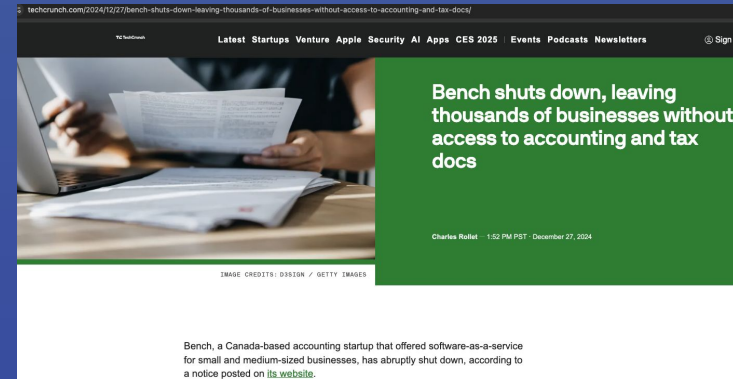 techcrunch.com/2024/12/27/bench-shuts-down-leaving-thousands-of-businesses-without-access-to-accounting-and-tax-docs/
TechCrunch
Latest Startups Venture Apple Security AI Apps CES 2025 | Events Podcasts Newsletters
Sign
Bench shuts down, leaving
thousands of businesses without
access to accounting and tax
docs
Charles Rollet — 1:52 PM PST · December 27, 2024
IMAGE CREDITS: D3SIGN / GETTY IMAGES
Bench, a Canada-based accounting startup that offered software-as-a-service
for small and medium-sized businesses, has abruptly shut down, according to
a notice posted on its website.